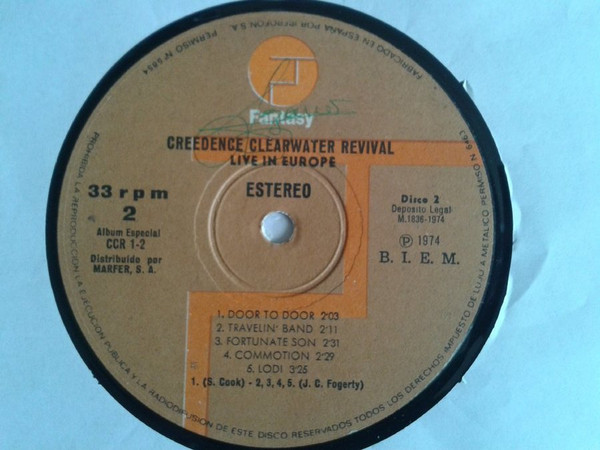 FABRICADO EN ESPAÑA POR IBEROFON S.A. PERMISO Nº 5854
Fantasy
CREEDENCE CLEARWATER REVIVAL
LIVE IN EUROPE
33 rpm
2
Album Especial
CCR 1-2
Distribuido por
MARFER, S. A.
ESTEREO
Disco 2
Deposito Legal
M.1836-1974
Ⓟ 1974
B. I. E. M.
1. DOOR TO DOOR 2'03
2. TRAVELIN' BAND 2'11
3. FORTUNATE SON 2'31
4. COMMOTION 2'29
5. LODI 3'25
1. (S. Cook) - 2, 3, 4, 5. (J. C. Fogerty)
PROHIBIDA LA REPRODUCCION LA EJECUCION PUBLICA Y LA RADIODIFUSION DE ESTE DISCO RESERVADOS TODOS LOS DERECHOS IMPUESTO DE LUJO A METALICO PERMISO N 6463